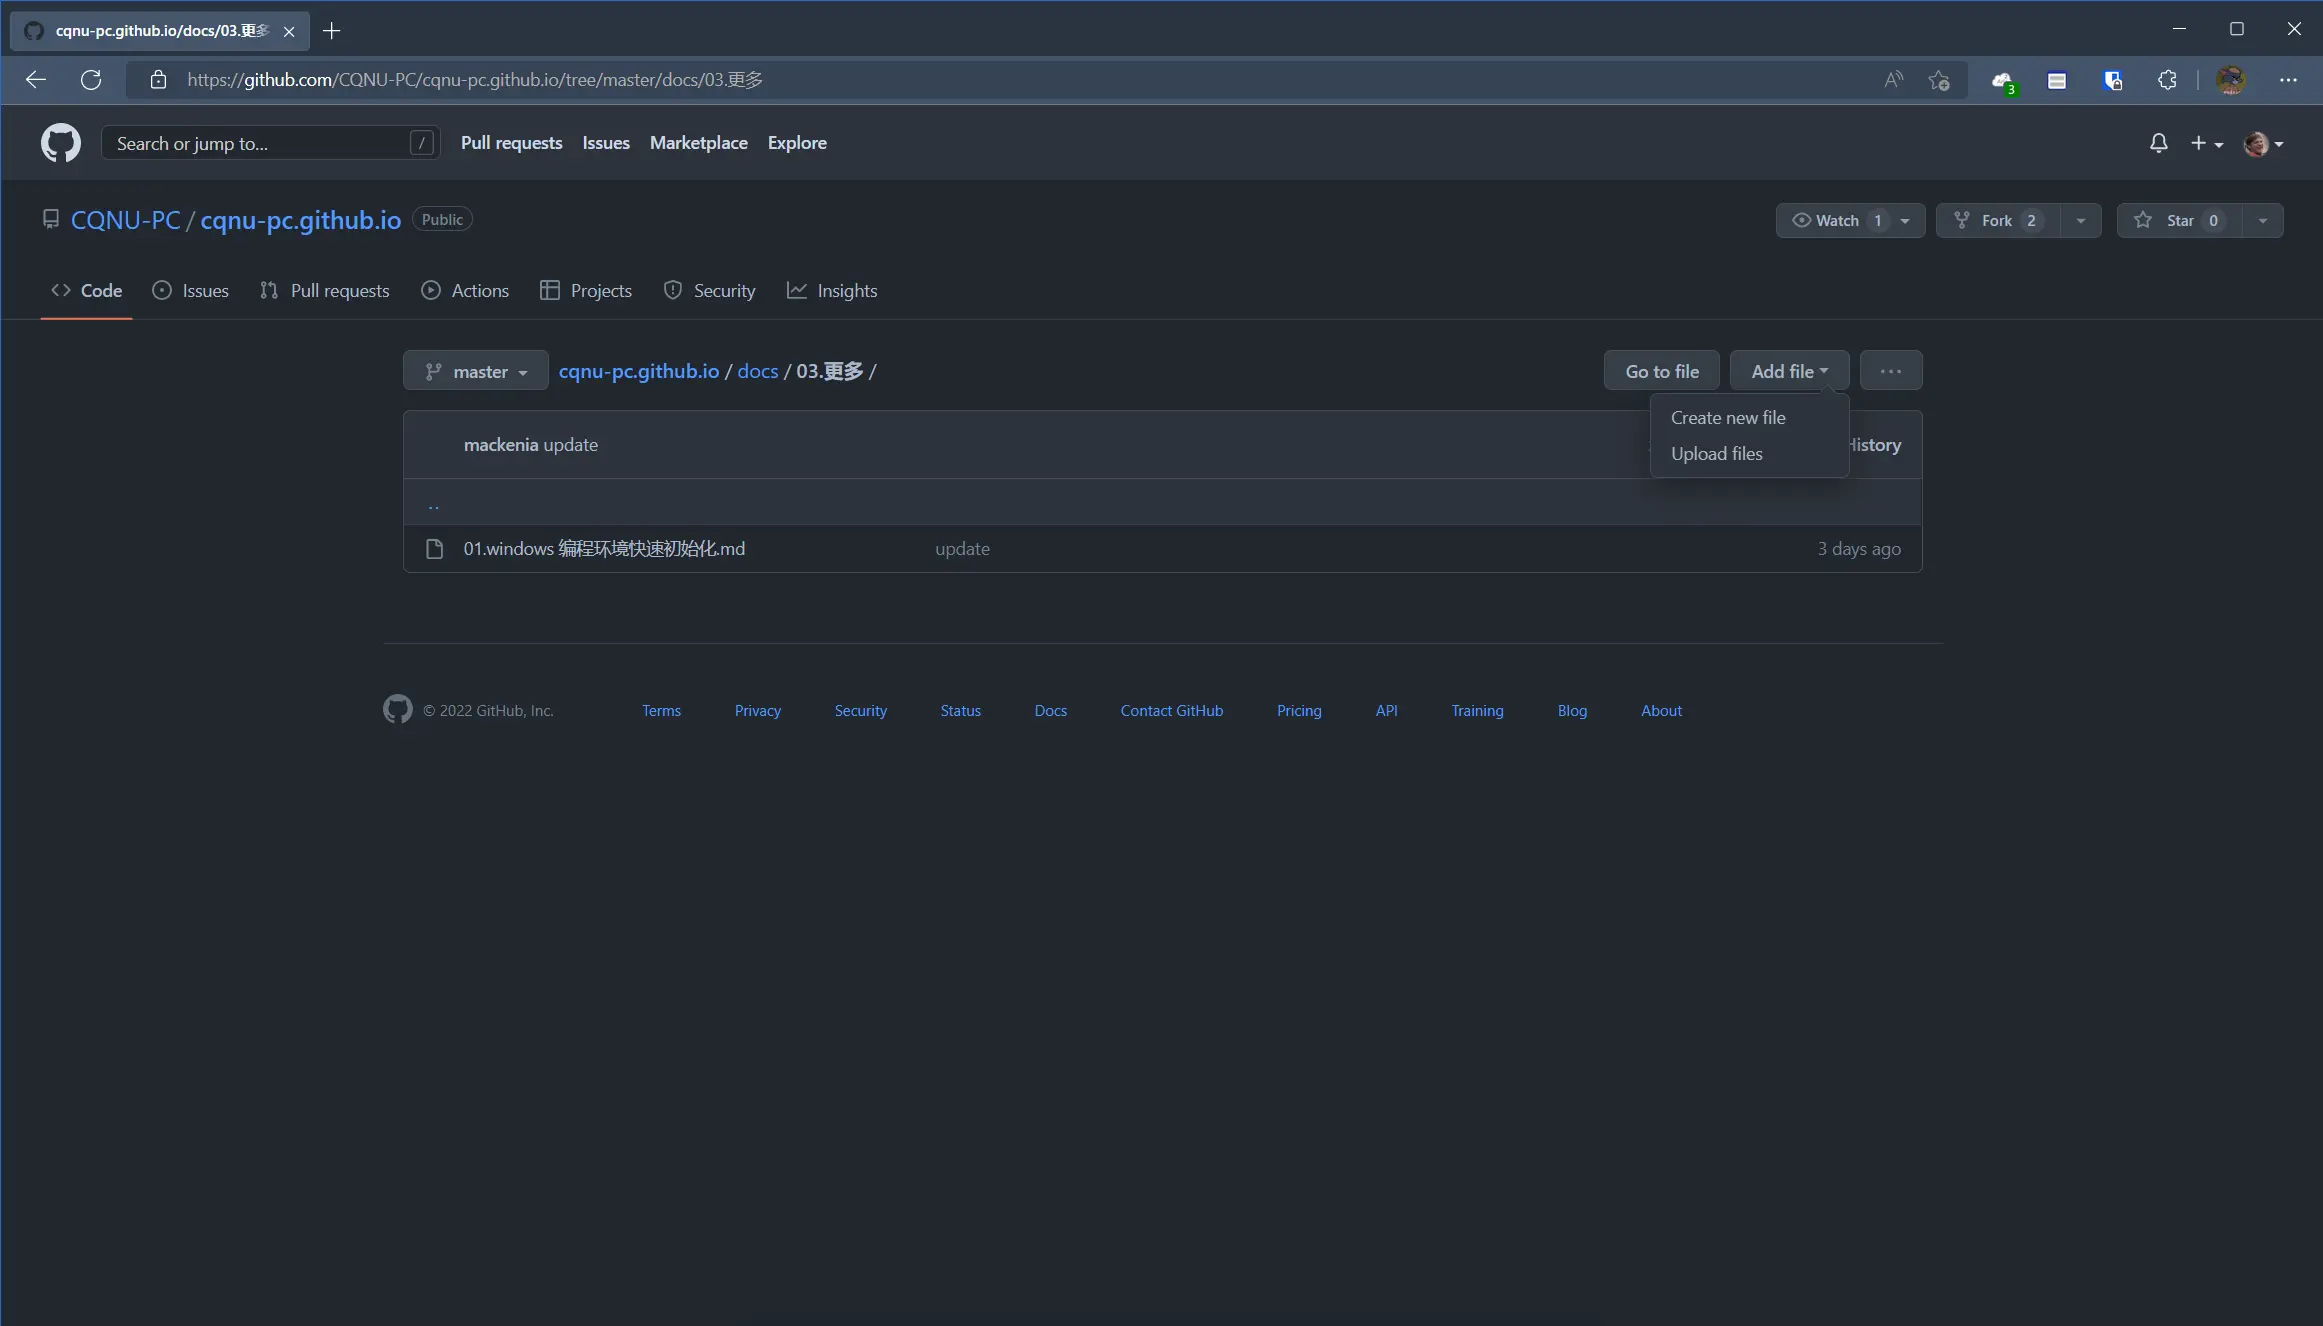 cqnu-pc.github.io/docs/03.更多
https://github.com/CQNU-PC/cqnu-pc.github.io/tree/master/docs/03.更多
3
Search or jump to... /
Pull requests Issues Marketplace Explore
CQNU-PC / cqnu-pc.github.io Public
Watch 1 Fork 2 Star 0
Code Issues Pull requests Actions Projects Security Insights
master cqnu-pc.github.io / docs / 03.更多 /
Go to file Add file ...
Create new file
Upload files
mackenia update
History
..
01.windows 编程环境快速初始化.md update 3 days ago
© 2022 GitHub, Inc. Terms Privacy Security Status Docs Contact GitHub Pricing API Training Blog About